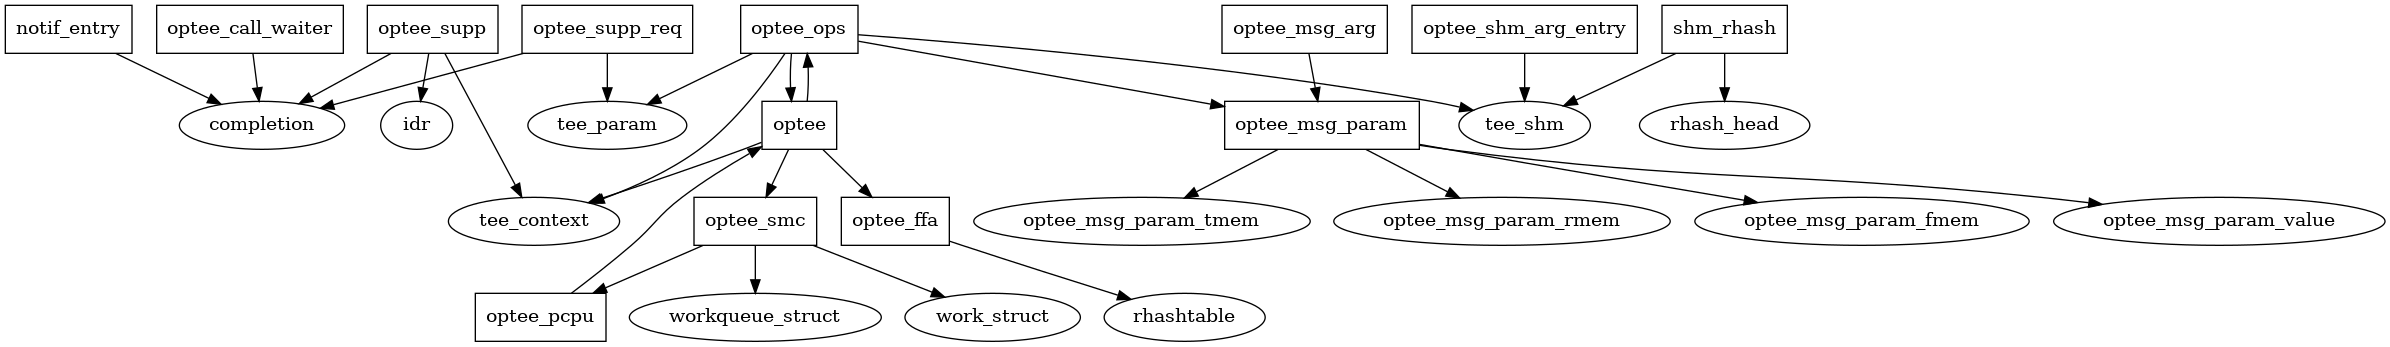 notif_entry
optee_call_waiter
optee_supp
optee_supp_req
optee_ops
optee_msg_arg
optee_shm_arg_entry
shm_rhash
completion
idr
tee_param
optee
optee_msg_param
tee_shm
rhash_head
tee_context
optee_smc
optee_ffa
optee_msg_param_tmem
optee_msg_param_rmem
optee_msg_param_fmem
optee_msg_param_value
optee_pcpu
workqueue_struct
work_struct
rhashtable